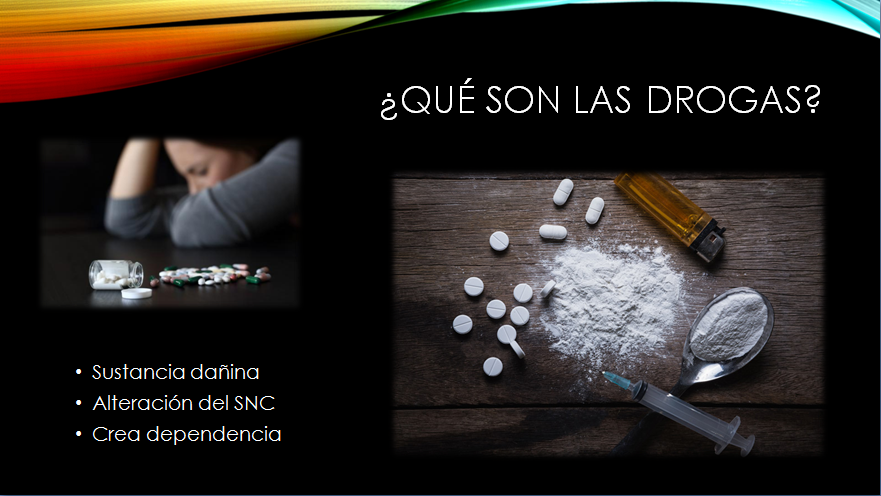 ¿QUÉ SON LAS DROGAS?
• Sustancia dañina
• Alteración del SNC
• Crea dependencia